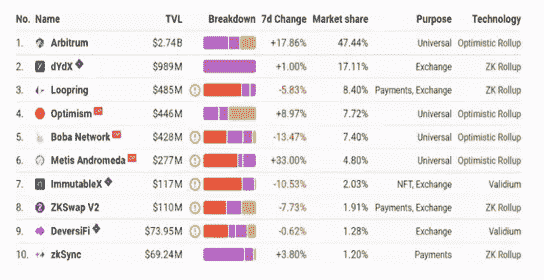 No. Name TVL Breakdown 7d Change Market share Purpose Technology
1. Arbitrum $2.74B +17.86% 47.44% Universal Optimistic Rollup
2. dYdX $989M +1.00% 17.11% Exchange ZK Rollup
3. Loopring $485M -5.83% 8.40% Payments, Exchange ZK Rollup
4. Optimism $446M +8.97% 7.72% Universal Optimistic Rollup
5. Boba Network $428M -13.47% 7.40% Universal Optimistic Rollup
6. Metis Andromeda $277M +33.00% 4.80% Universal Optimistic Rollup
7. ImmutableX $117M -10.53% 2.03% NFT, Exchange Validium
8. ZKSwap V2 $110M -7.73% 1.91% Payments, Exchange ZK Rollup
9. DeversiFi $73.95M -0.62% 1.28% Exchange Validium
10. zkSync $69.24M +3.80% 1.20% Payments ZK Rollup